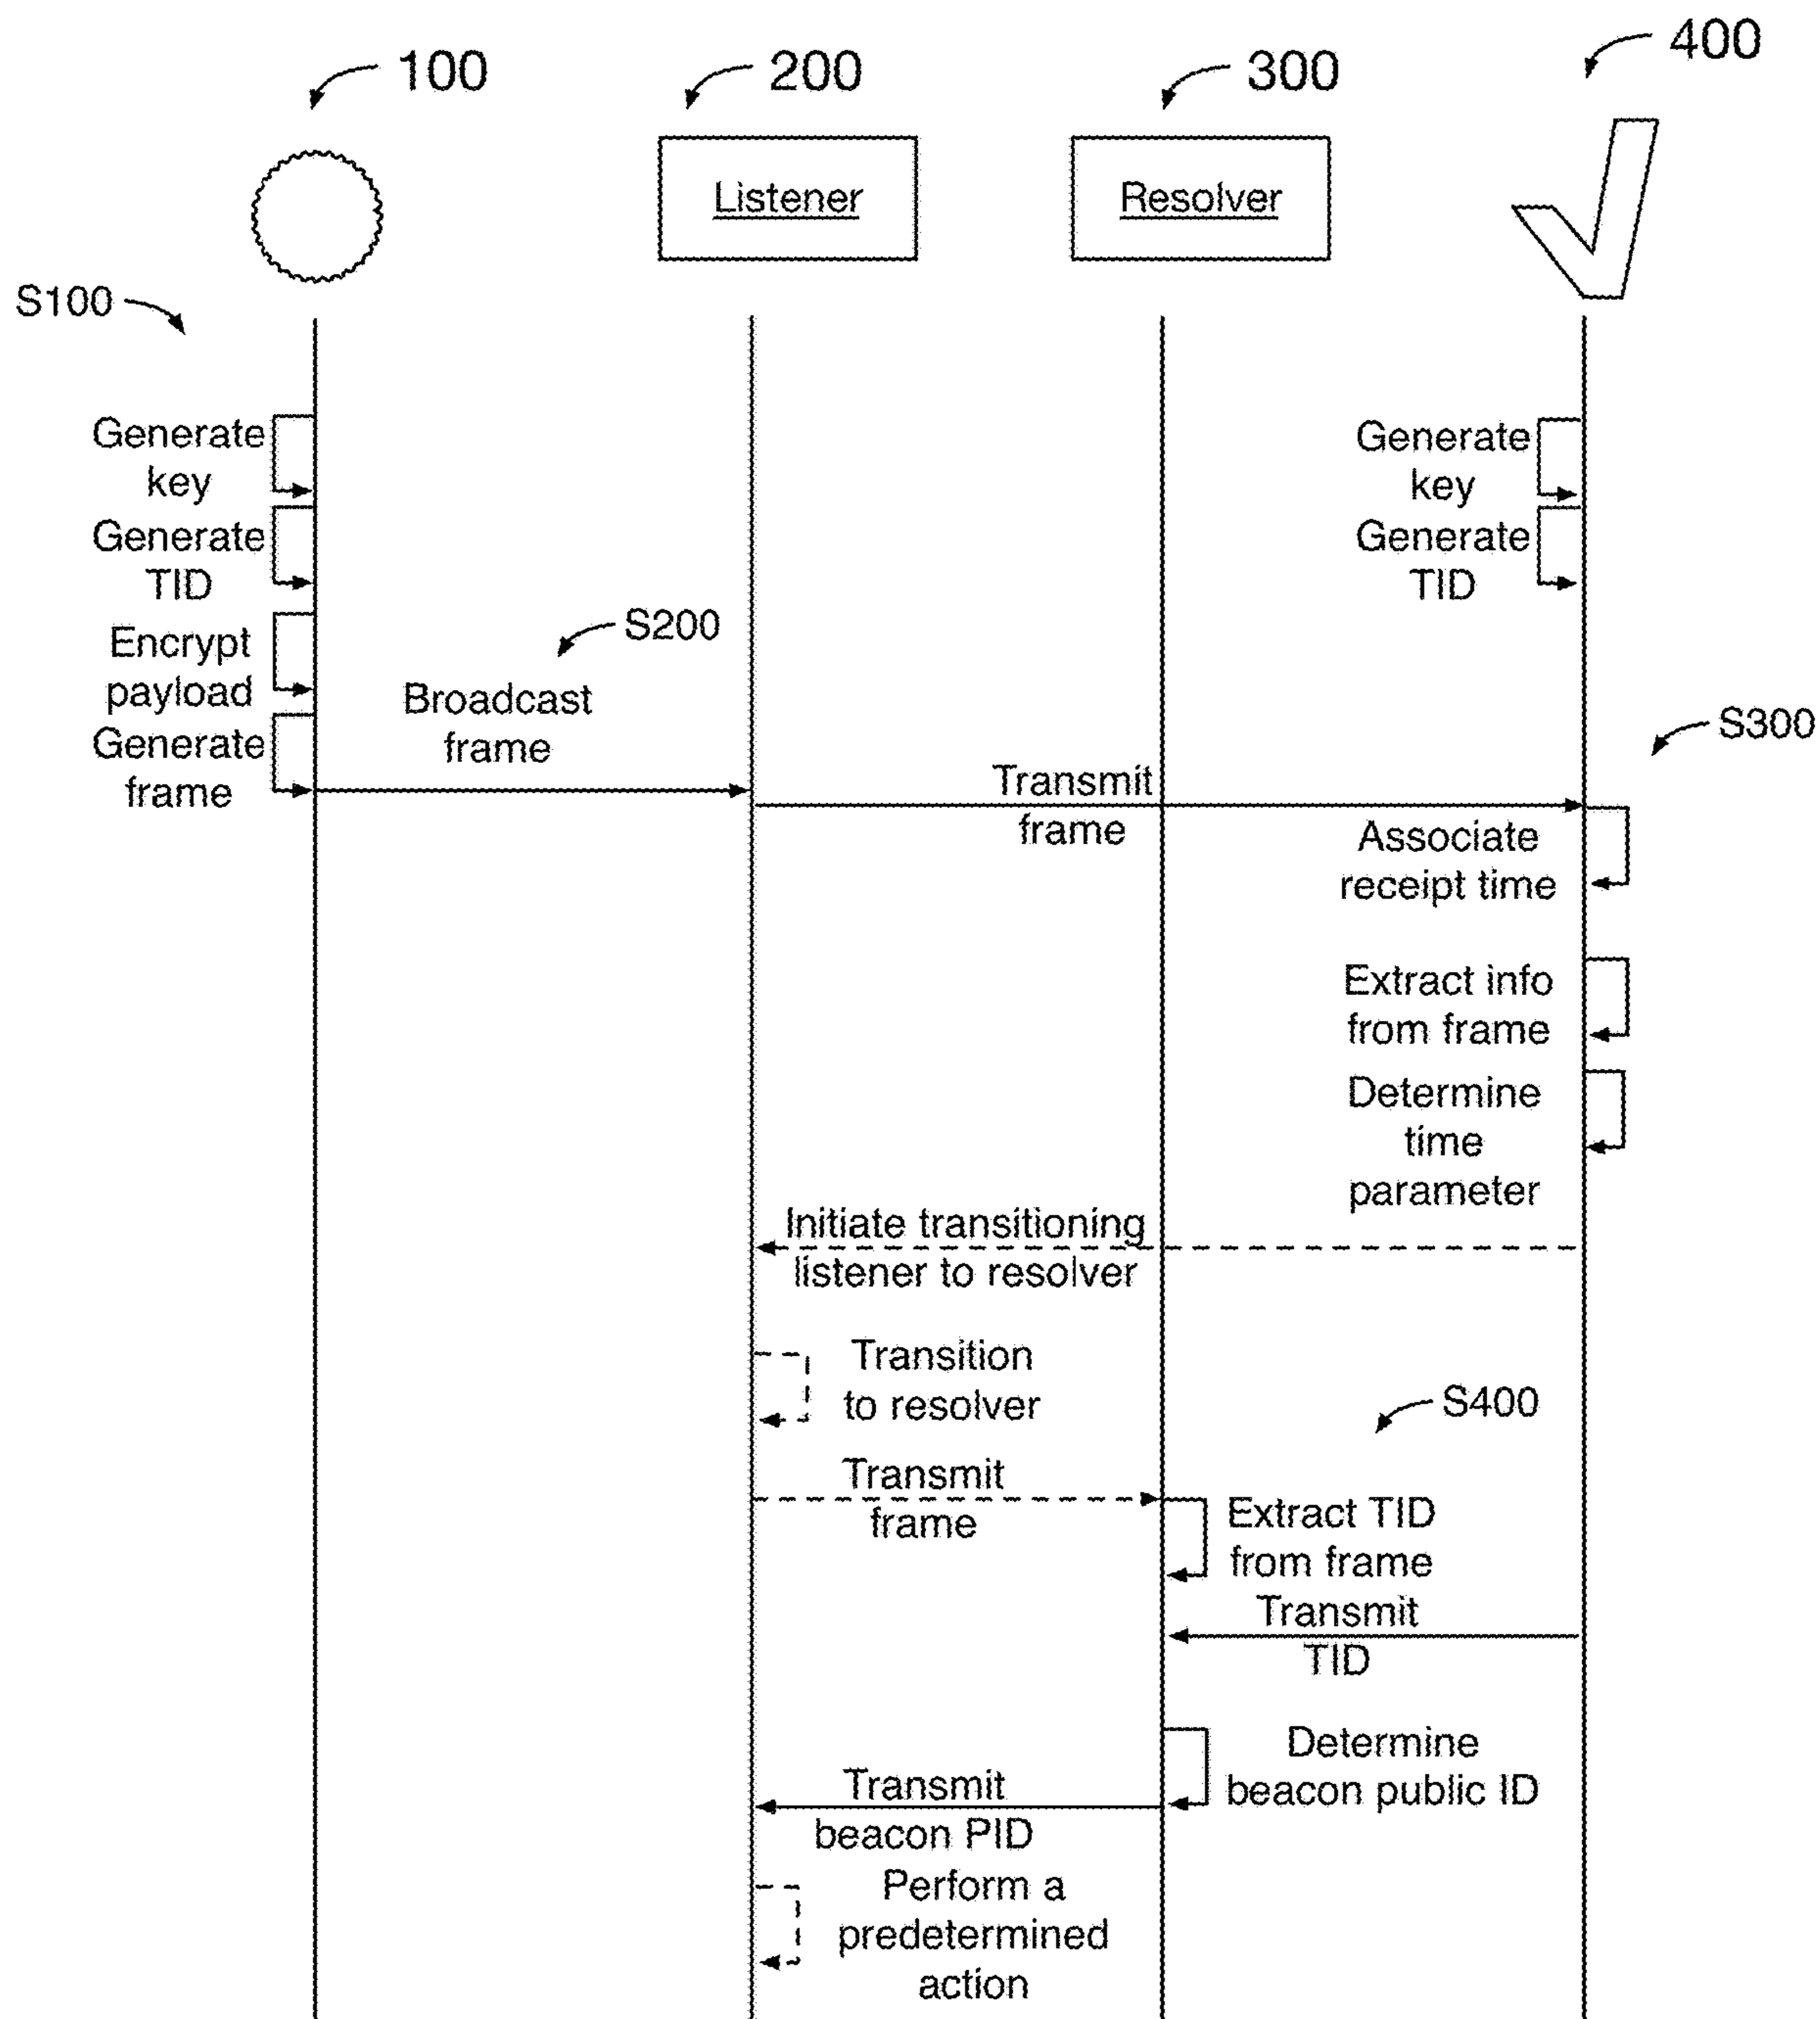 100
200
300
400
Listener
Resolver
S100
Generate
key
Generate
key
Generate
TID
Generate
TID
Encrypt
payload
S200
Broadcast
frame
Generate
frame
S300
Transmit
frame
Associate
receipt time
Extract info
from frame
Determine
time
parameter
Initiate transitioning
listener to resolver
Transition
to resolver
S400
Transmit
frame
Extract TID
from frame
Transmit
TID
Determine
beacon public ID
Transmit
beacon PID
Perform a
predetermined
action